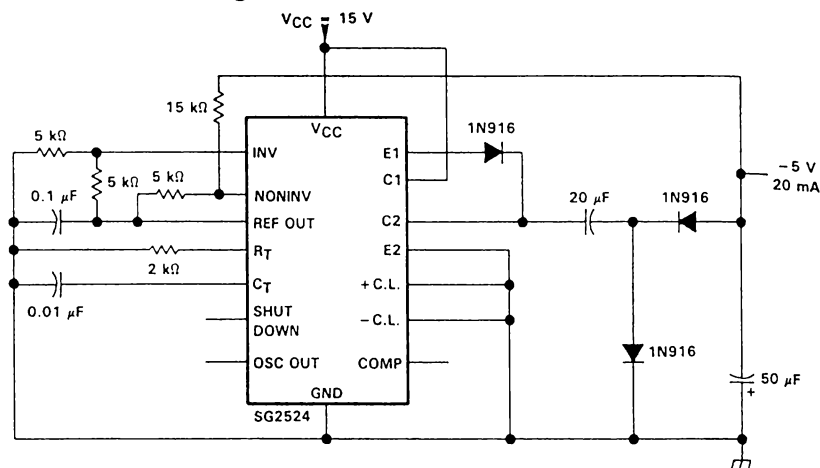 VCC = 15 V
15 kΩ
VCC
5 kΩ
INV
E1
1N916
C1
5 kΩ
5 kΩ
NONINV
0.1 µF
REF OUT
C2
20 µF
1N916
−5 V
20 mA
RT
E2
2 kΩ
CT
+C.L.
0.01 µF
SHUT
DOWN
−C.L.
1N916
OSC OUT
COMP
50 µF
+
GND
SG2524